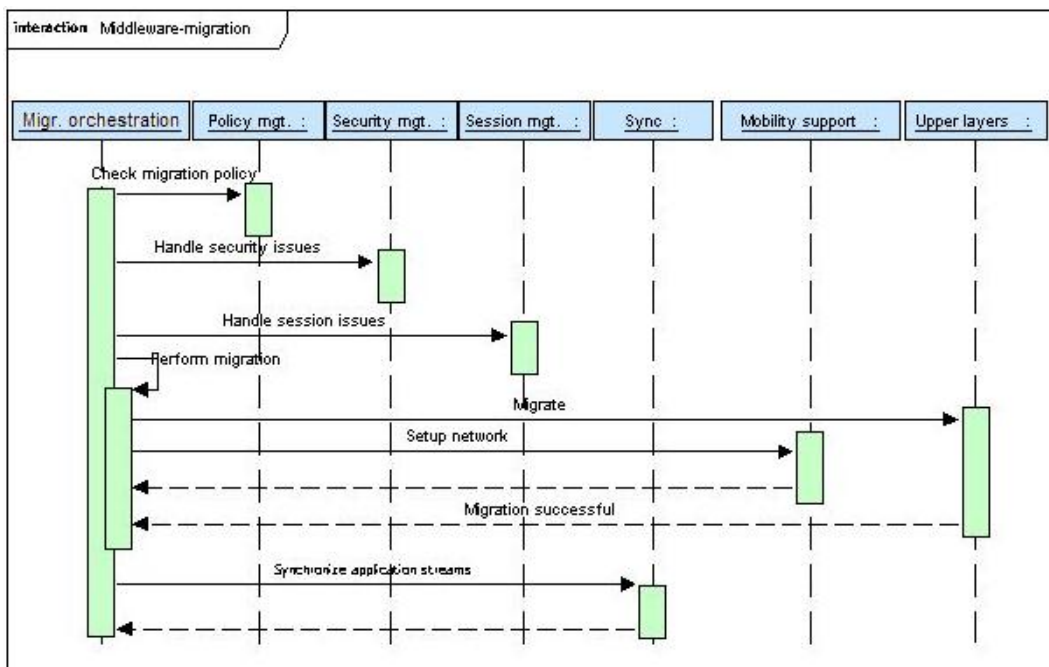 interaction Middleware-migration
Migr. orchestration
Policy mgt. :
Security mgt. :
Session mgt. :
Sync :
Mobility support :
Upper layers :
Check migration policy
Handle security issues
Handle session issues
Perform migration
Migrate
Setup network
Migration successful
Synchronize application streams